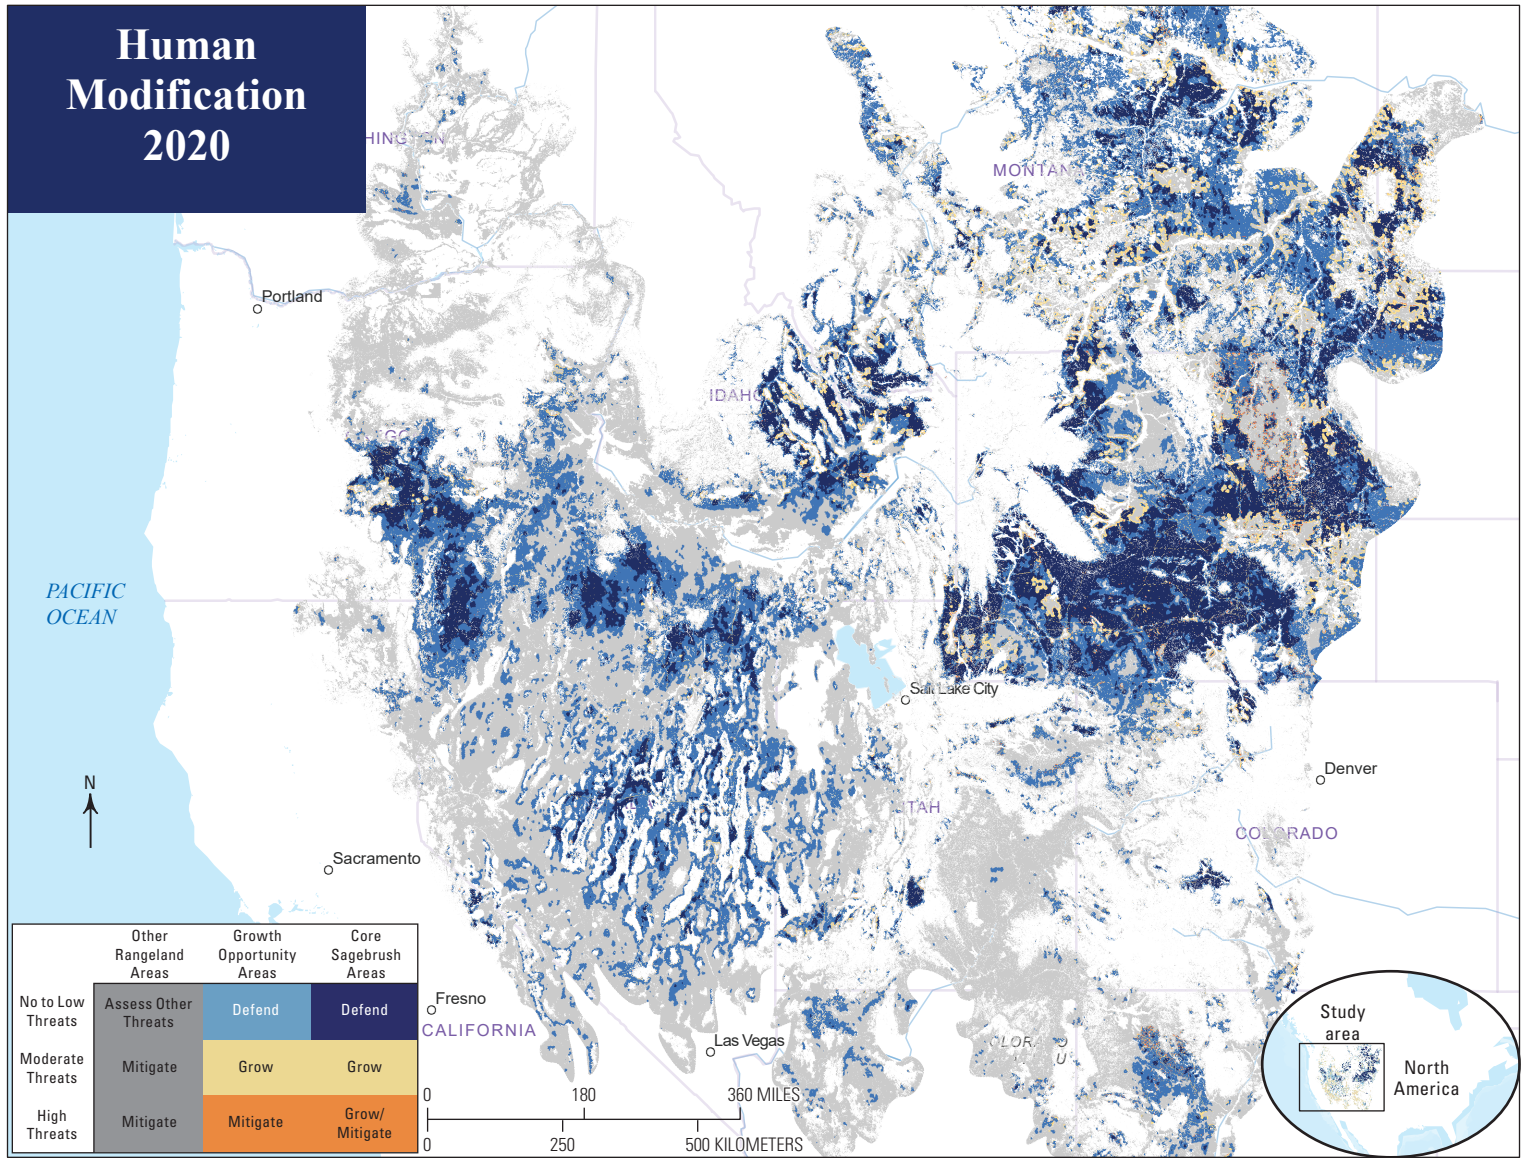 Human
Modification
2020
HINGTON
MONTANA
Portland
IDAHO
PACIFIC
OCEAN
Salt Lake City
N
Denver
TAH
COLORADO
Sacramento
Other
Rangeland
Areas
Growth
Opportunity
Areas
Core
Sagebrush
Areas
No to Low
Threats
Assess Other
Threats
Defend
Defend
Moderate
Threats
Mitigate
Grow
Grow
High
Threats
Mitigate
Mitigate
Grow/
Mitigate
Fresno
CALIFORNIA
Las Vegas
0 180 360 MILES
0 250 500 KILOMETERS
Study
area
North
America